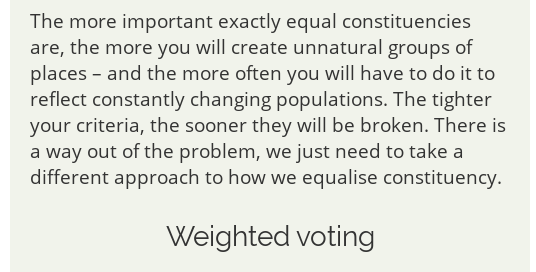 The more important exactly equal constituencies
are, the more you will create unnatural groups of
places – and the more often you will have to do it to
reflect constantly changing populations. The tighter
your criteria, the sooner they will be broken. There is
a way out of the problem, we just need to take a
different approach to how we equalise constituency.
Weighted voting